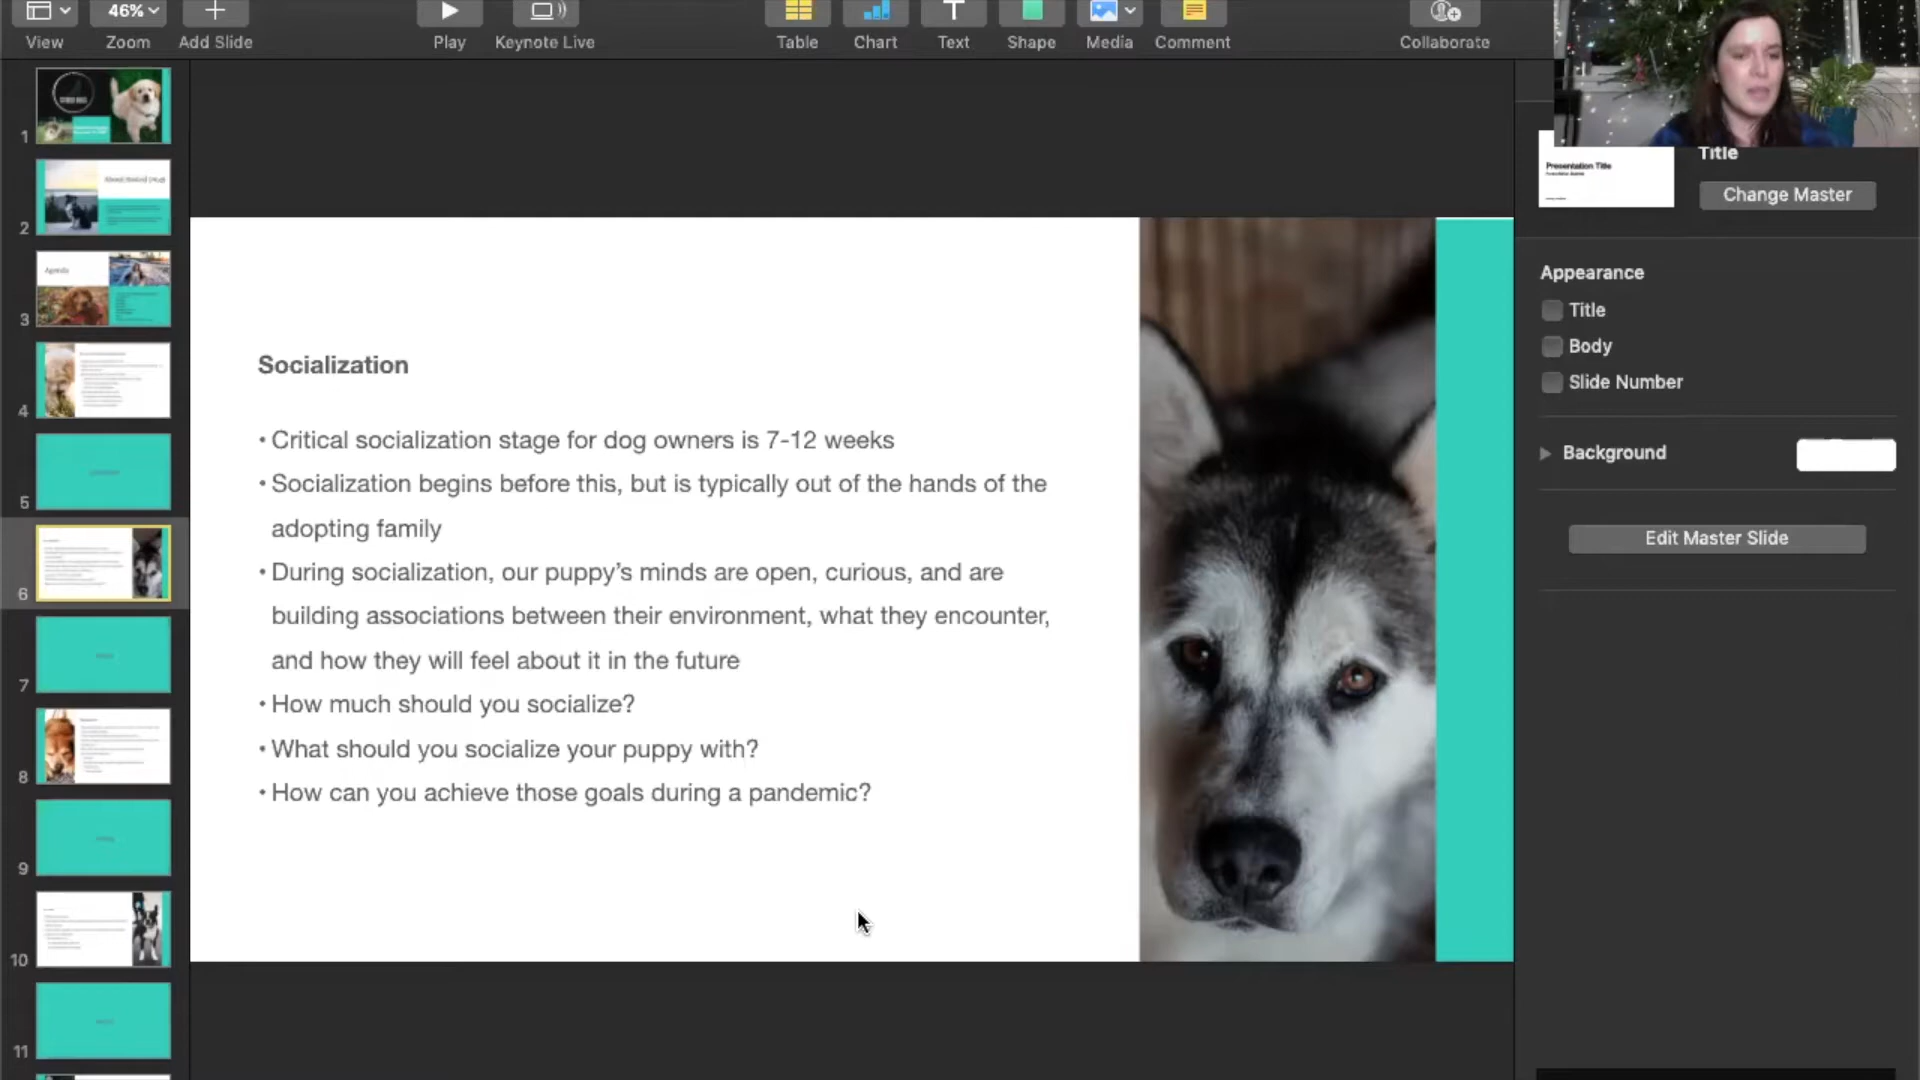 View
46%
Zoom
Add Slide
Play
Keynote Live
Table
Chart
Text
Shape
Media
Comment
Collaborate
1
2
Agenda
3
4
5
6
7
8
9
10
11
Socialization
• Critical socialization stage for dog owners is 7-12 weeks
• Socialization begins before this, but is typically out of the hands of the
adopting family
• During socialization, our puppy’s minds are open, curious, and are
building associations between their environment, what they encounter,
and how they will feel about it in the future
• How much should you socialize?
• What should you socialize your puppy with?
• How can you achieve those goals during a pandemic?
Presentation Title
Title
Change Master
Appearance
Title
Body
Slide Number
Background
Edit Master Slide